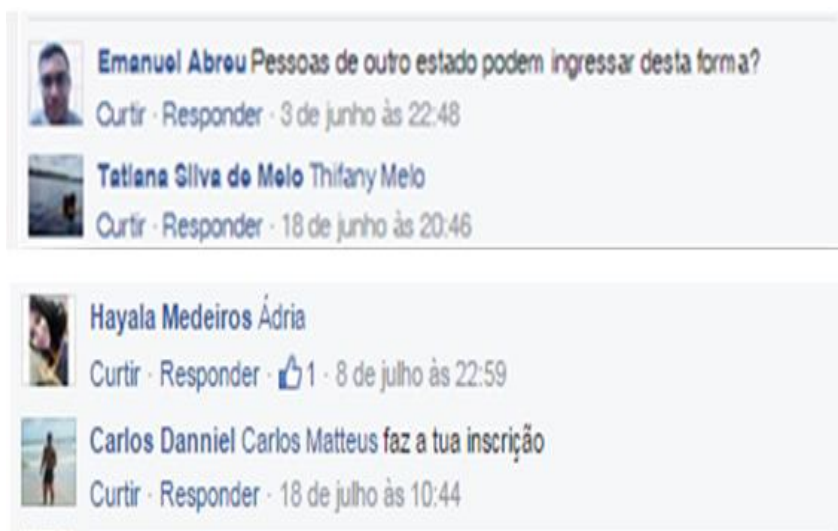 Emanuel Abreu Pessoas de outro estado podem ingressar desta forma?
Curtir · Responder · 3 de junho às 22:48
Tatiana Silva de Melo Thifany Melo
Curtir · Responder · 18 de junho às 20:46
Hayala Medeiros Ádria
Curtir · Responder · 1 · 8 de julho às 22:59
Carlos Danniel Carlos Matteus faz a tua inscrição
Curtir · Responder · 18 de julho às 10:44